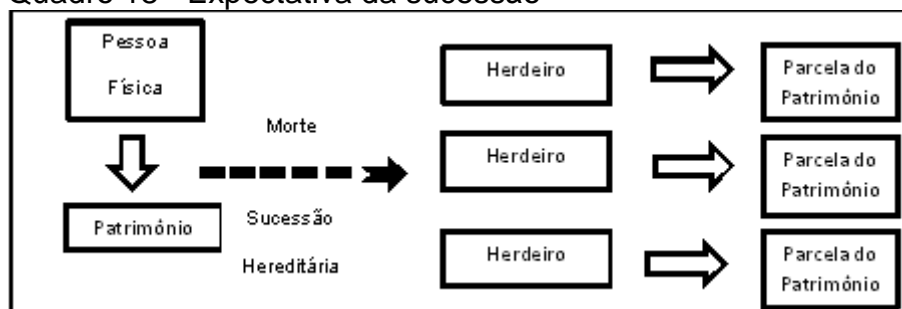 Quadro 15 - Expectativa da sucessão
Pessoa
Física
Patrimônio
Morte
Sucessão
Hereditária
Herdeiro
Parcela do
Patrimônio
Herdeiro
Parcela do
Patrimônio
Herdeiro
Parcela do
Patrimônio